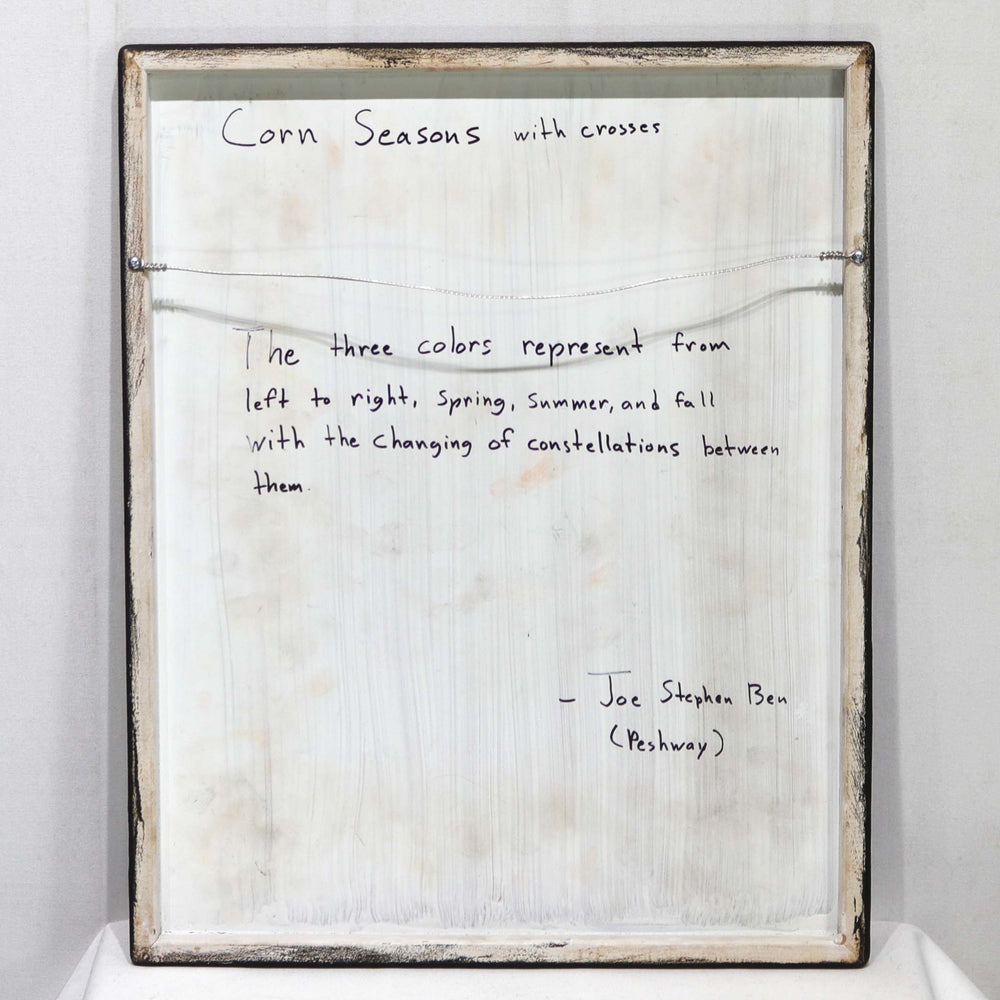 Corn Seasons with crosses
The three colors represent from
left to right, Spring, Summer, and fall
with the changing of constellations between
them.
- Joe Stephen Ben
(Peshway)